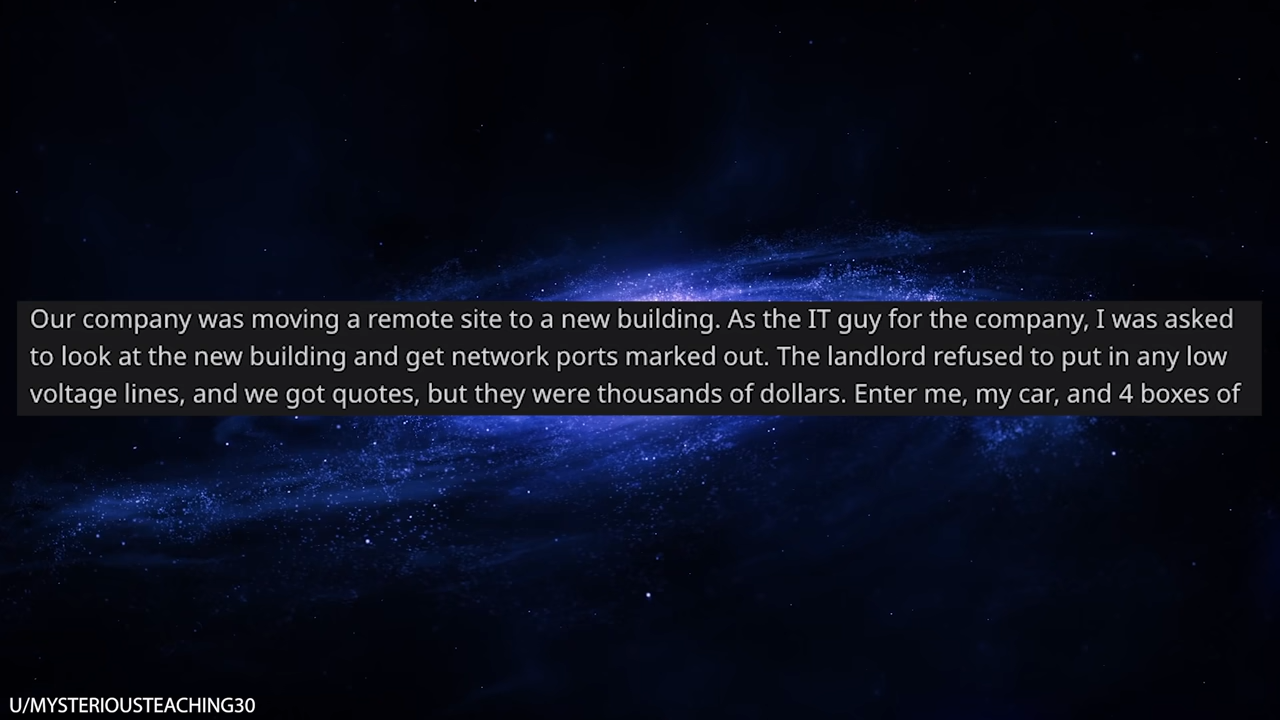 Our company was moving a remote site to a new building. As the IT guy for the company, I was asked
to look at the new building and get network ports marked out. The landlord refused to put in any low
voltage lines, and we got quotes, but they were thousands of dollars. Enter me, my car, and 4 boxes of
U/MYSTERIOUSTEACHING30